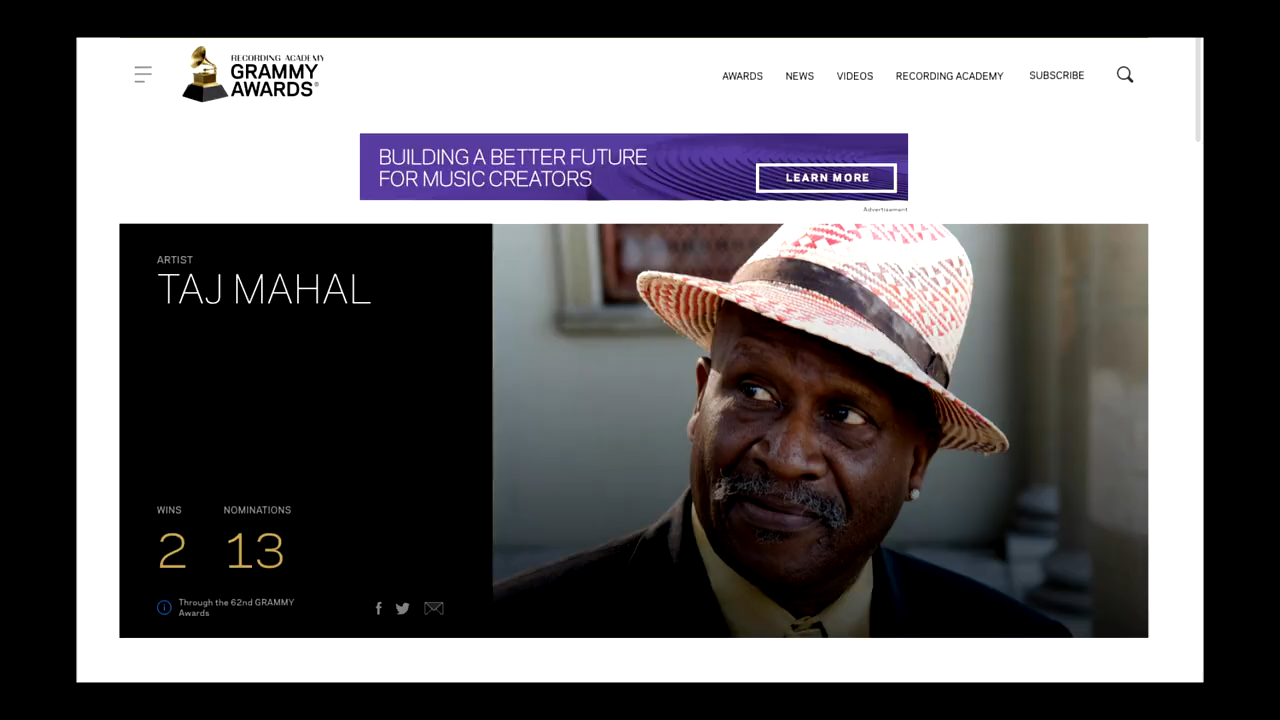 RECORDING ACADEMY
GRAMMY
AWARDS®
AWARDS NEWS VIDEOS RECORDING ACADEMY SUBSCRIBE
BUILDING A BETTER FUTURE
FOR MUSIC CREATORS
LEARN MORE
Advertisement
ARTIST
TAJ MAHAL
WINS NOMINATIONS
2 13
Through the 62nd GRAMMY
Awards